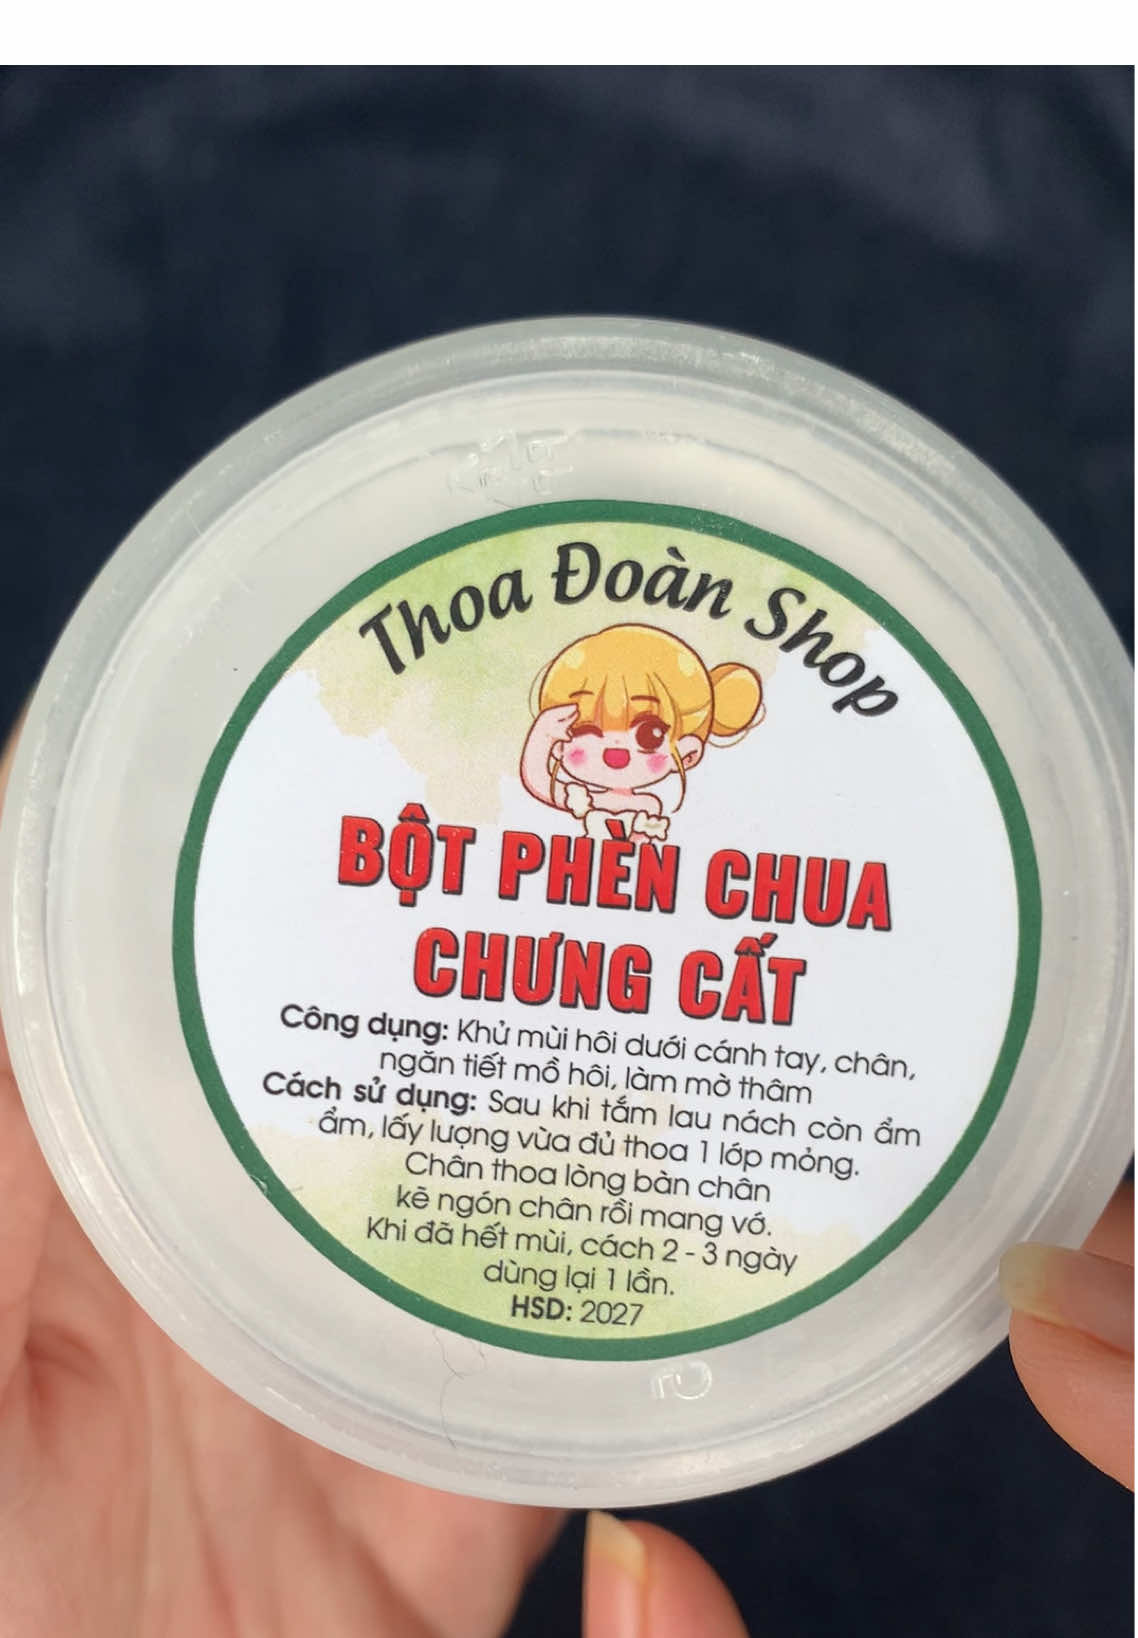 Thoa Đoàn Shop
BỘT PHÈN CHUA
CHƯNG CẤT
Công dụng: Khử mùi hôi dưới cánh tay, chân,
ngăn tiết mồ hôi, làm mờ thâm
Cách sử dụng: Sau khi tắm lau nách còn ẩm
ẩm, lấy lượng vừa đủ thoa 1 lớp mỏng.
Chân thoa lòng bàn chân
kẽ ngón chân rồi mang vớ.
Khi đã hết mùi, cách 2 - 3 ngày
dùng lại 1 lần.
HSD: 2027